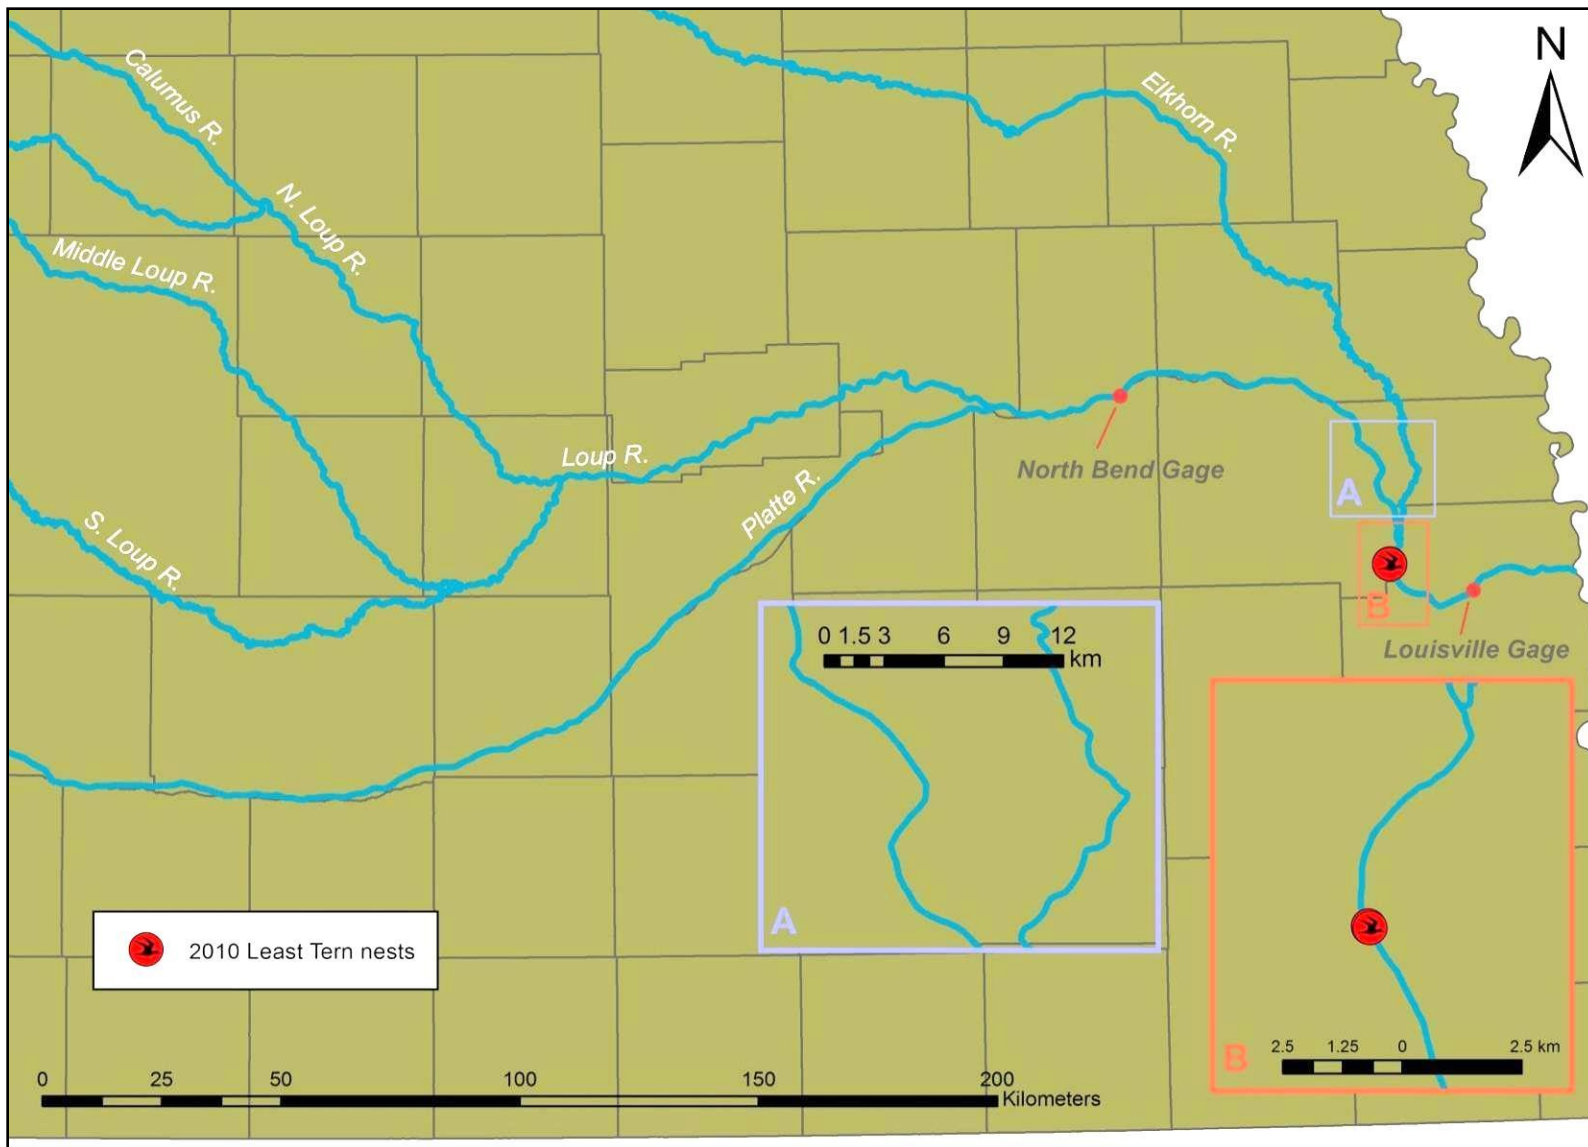 N
Calumus R.
Elkhorn R.
N. Loup R.
Middle Loup R.
Loup R.
North Bend Gage
Platte R.
A
S. Loup R.
B
Louisville Gage
0 1.5 3 6 9 12
km
A
2010 Least Tern nests
2.5 1.25 0 2.5 km
B
0 25 50 100 150 200
Kilometers